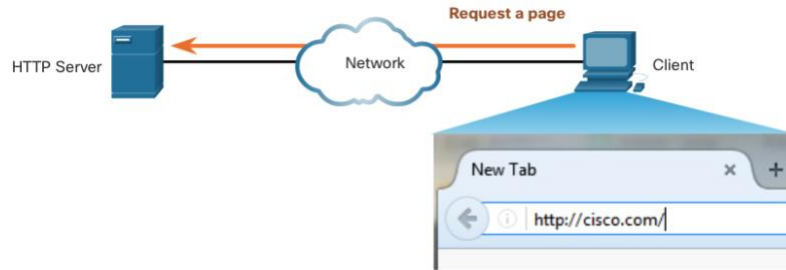 Request a page
HTTP Server
Network
Client
New Tab
http://cisco.com/